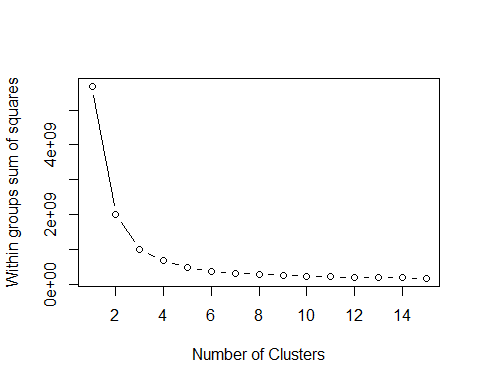 Within groups sum of squares
0e+00 2e+09 4e+09
2 4 6 8 10 12 14
Number of Clusters